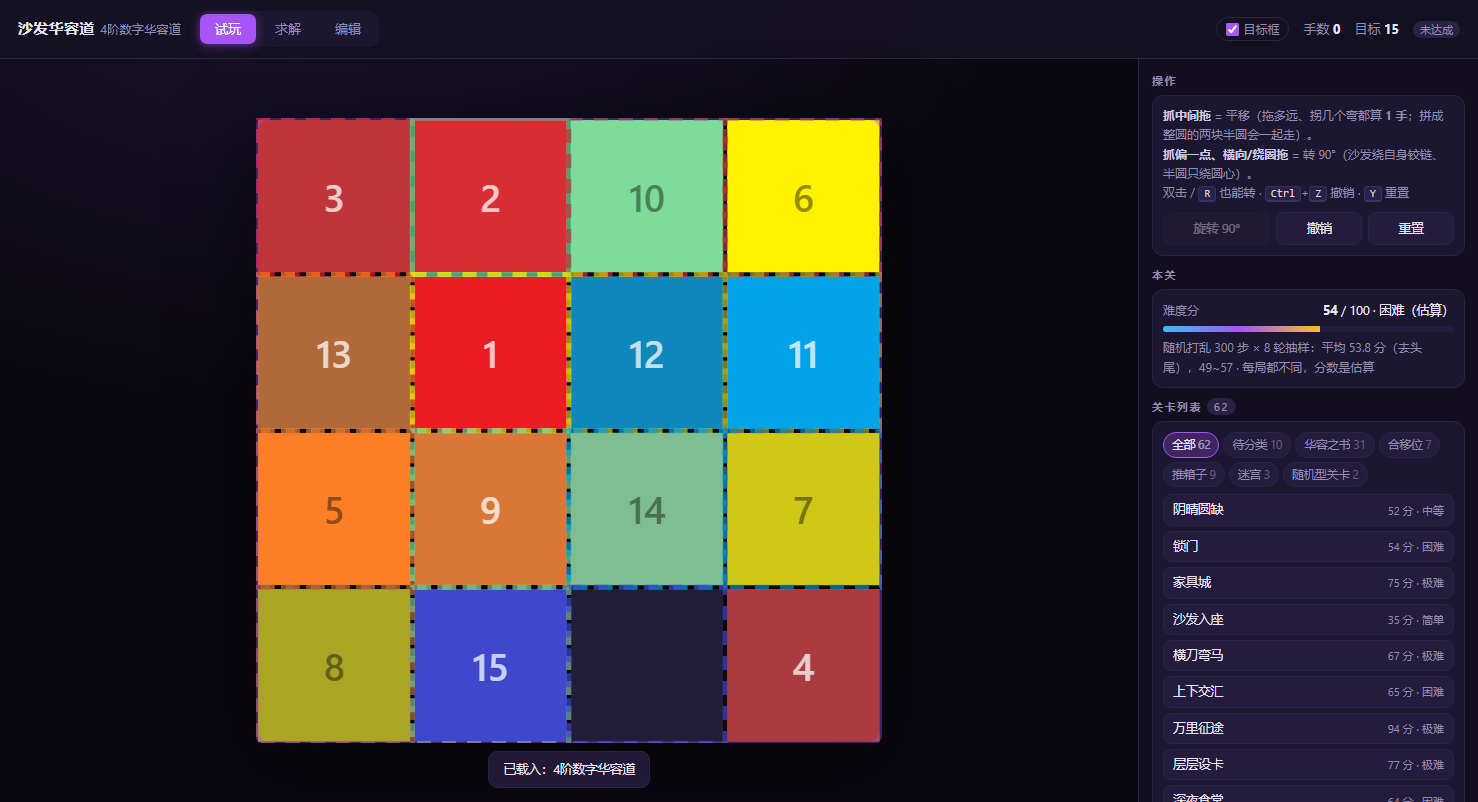 沙发华容道 4阶数字华容道 试玩 求解 编辑 目标框 手数 0 目标 15 未达成
3 2 10 6
13 1 12 11
5 9 14 7
8 15 4
已载入：4阶数字华容道
操作
抓中间拖 = 平移（拖多远、拐几个弯都算 1 手；拼成
整圆的两块半圆会一起走）。
抓偏一点、横向/绕圈拖 = 转 90°（沙发绕自身铰链、
半圆只绕圆心）。
双击 / R 也能转 · Ctrl + Z 撤销 · Y 重置
旋转 90° 撤销 重置
本关
难度分 54 / 100 · 困难（估算）
随机打乱 300 步 × 8 轮抽样：平均 53.8 分（去头
尾），49~57 · 每局都不同，分数是估算
关卡列表 62
全部 62 待分类 10 华容之书 31 合移位 7
推箱子 9 迷宫 3 随机型关卡 2
阴晴圆缺 52 分 · 中等
锁门 54 分 · 困难
家具城 75 分 · 极难
沙发入座 35 分 · 简单
横刀弯马 67 分 · 极难
上下交汇 65 分 · 困难
万里征途 94 分 · 极难
层层设卡 77 分 · 极难
深夜食堂 64 分 · 困难